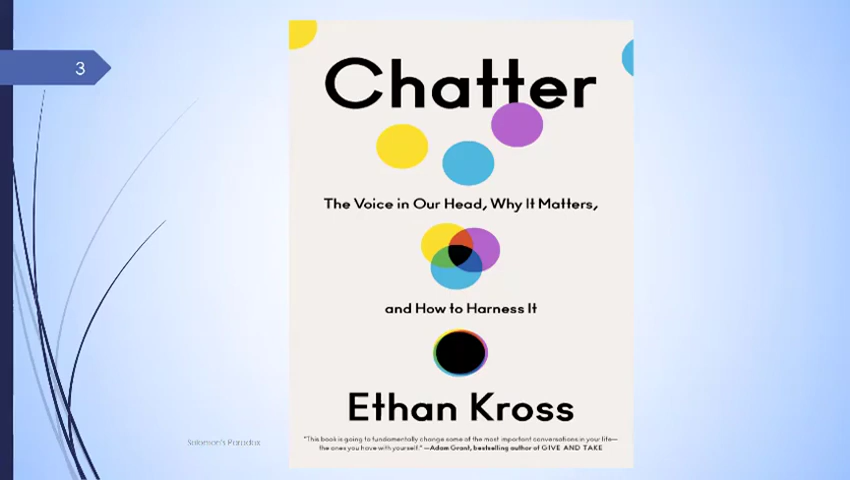 3
Chatter
The Voice in Our Head, Why It Matters,
and How to Harness It
Ethan Kross
"This book is going to fundamentally change some of the most important conversations in your life—
the ones you have with yourself." —Adam Grant, bestselling author of GIVE AND TAKE
Solomon's Paradox